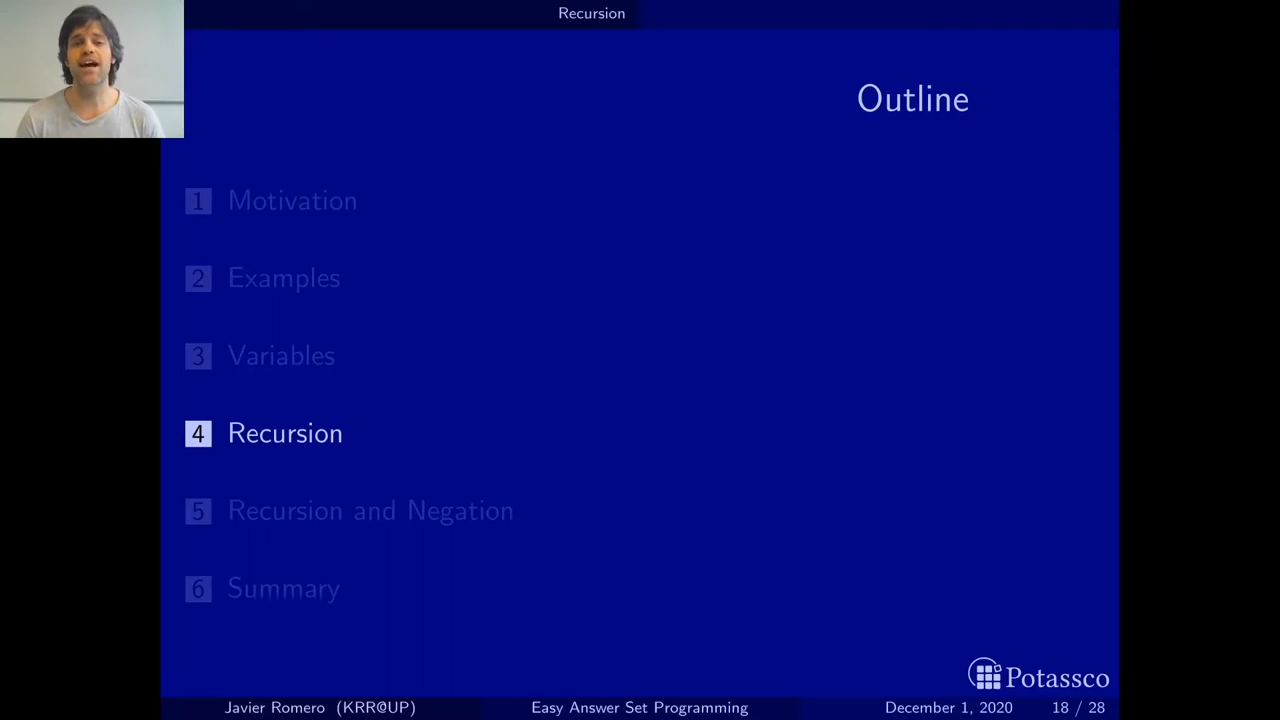 Recursion
Outline
1 Motivation
2 Examples
3 Variables
4 Recursion
5 Recursion and Negation
6 Summary
Potassco
Javier Romero (KRR@UP) Easy Answer Set Programming December 1, 2020 18 / 28